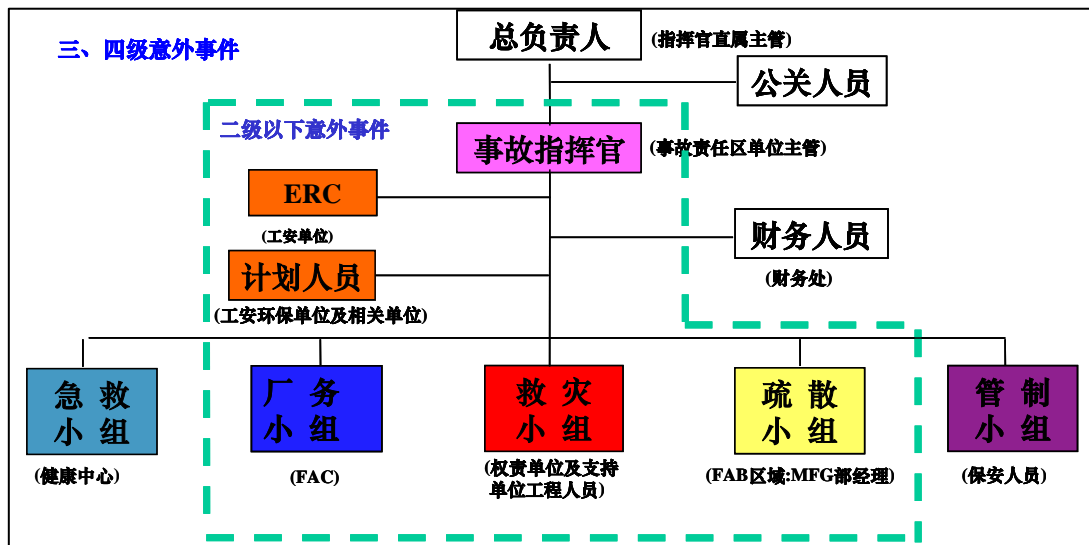 三、四级意外事件
总负责人
(指挥官直属主管)
公关人员
二级以下意外事件
事故指挥官
(事故责任区单位主管)
ERC
(工安单位)
财务人员
(财务处)
计划人员
(工安环保单位及相关单位)
急 救
小 组
(健康中心)
厂 务
小 组
(FAC)
救 灾
小 组
(权责单位及支持
单位工程人员)
疏 散
小 组
(FAB区域:MFG部经理)
管 制
小 组
(保安人员)